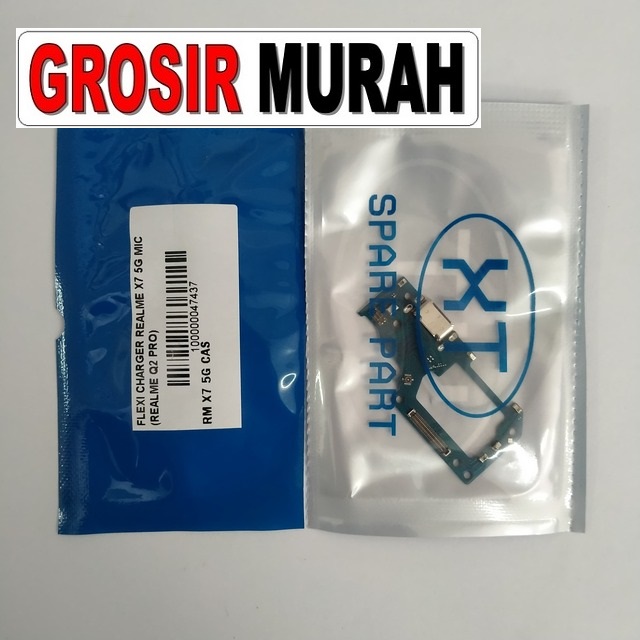 GROSIR MURAH
FLEXI CHARGER REALME X7 5G MIC
(REALME Q2 PRO)
100000047437
RM X7 5G CAS
XT
SPARE PART